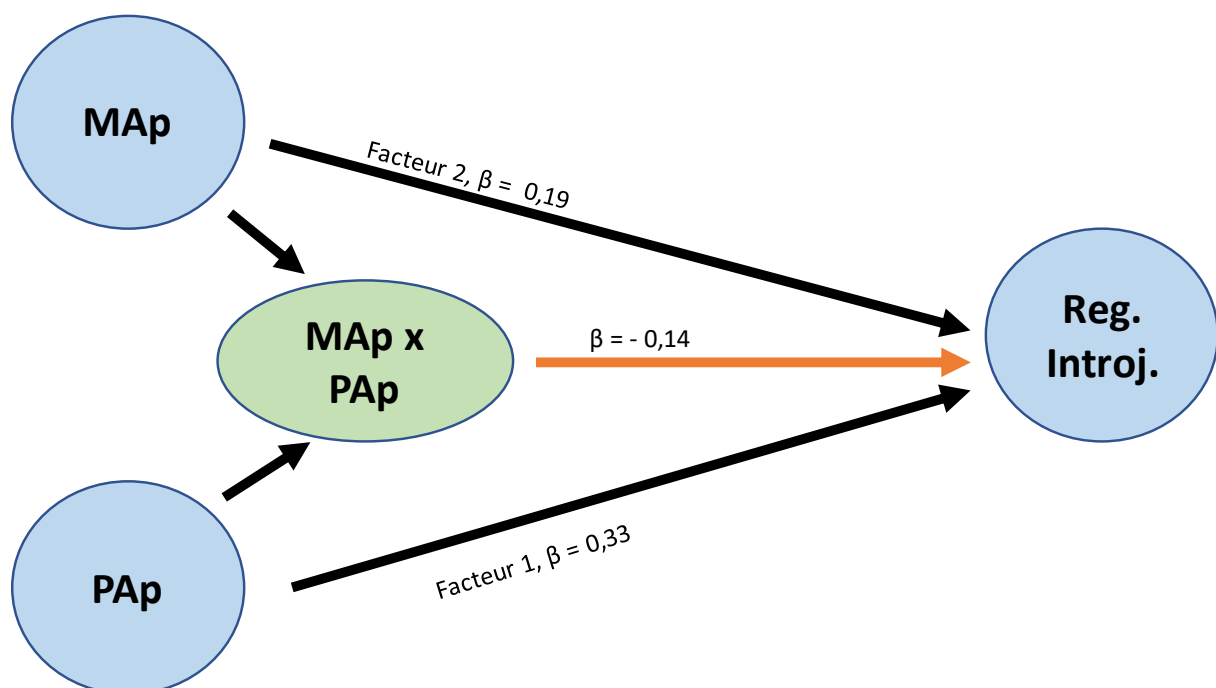 MAp
Facteur 2, β =  0,19
MAp x
PAp
β = - 0,14
Reg.
Introj.
Facteur 1, β = 0,33
PAp